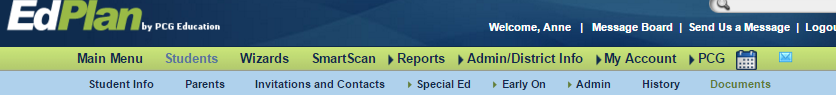 EdPlan by PCG Education
Welcome, Anne | Message Board | Send Us a Message |
Main Menu Students Wizards SmartScan Reports Admin/District Info My Account PCG
Student Info Parents Invitations and Contacts Special Ed Early On Admin History Documents